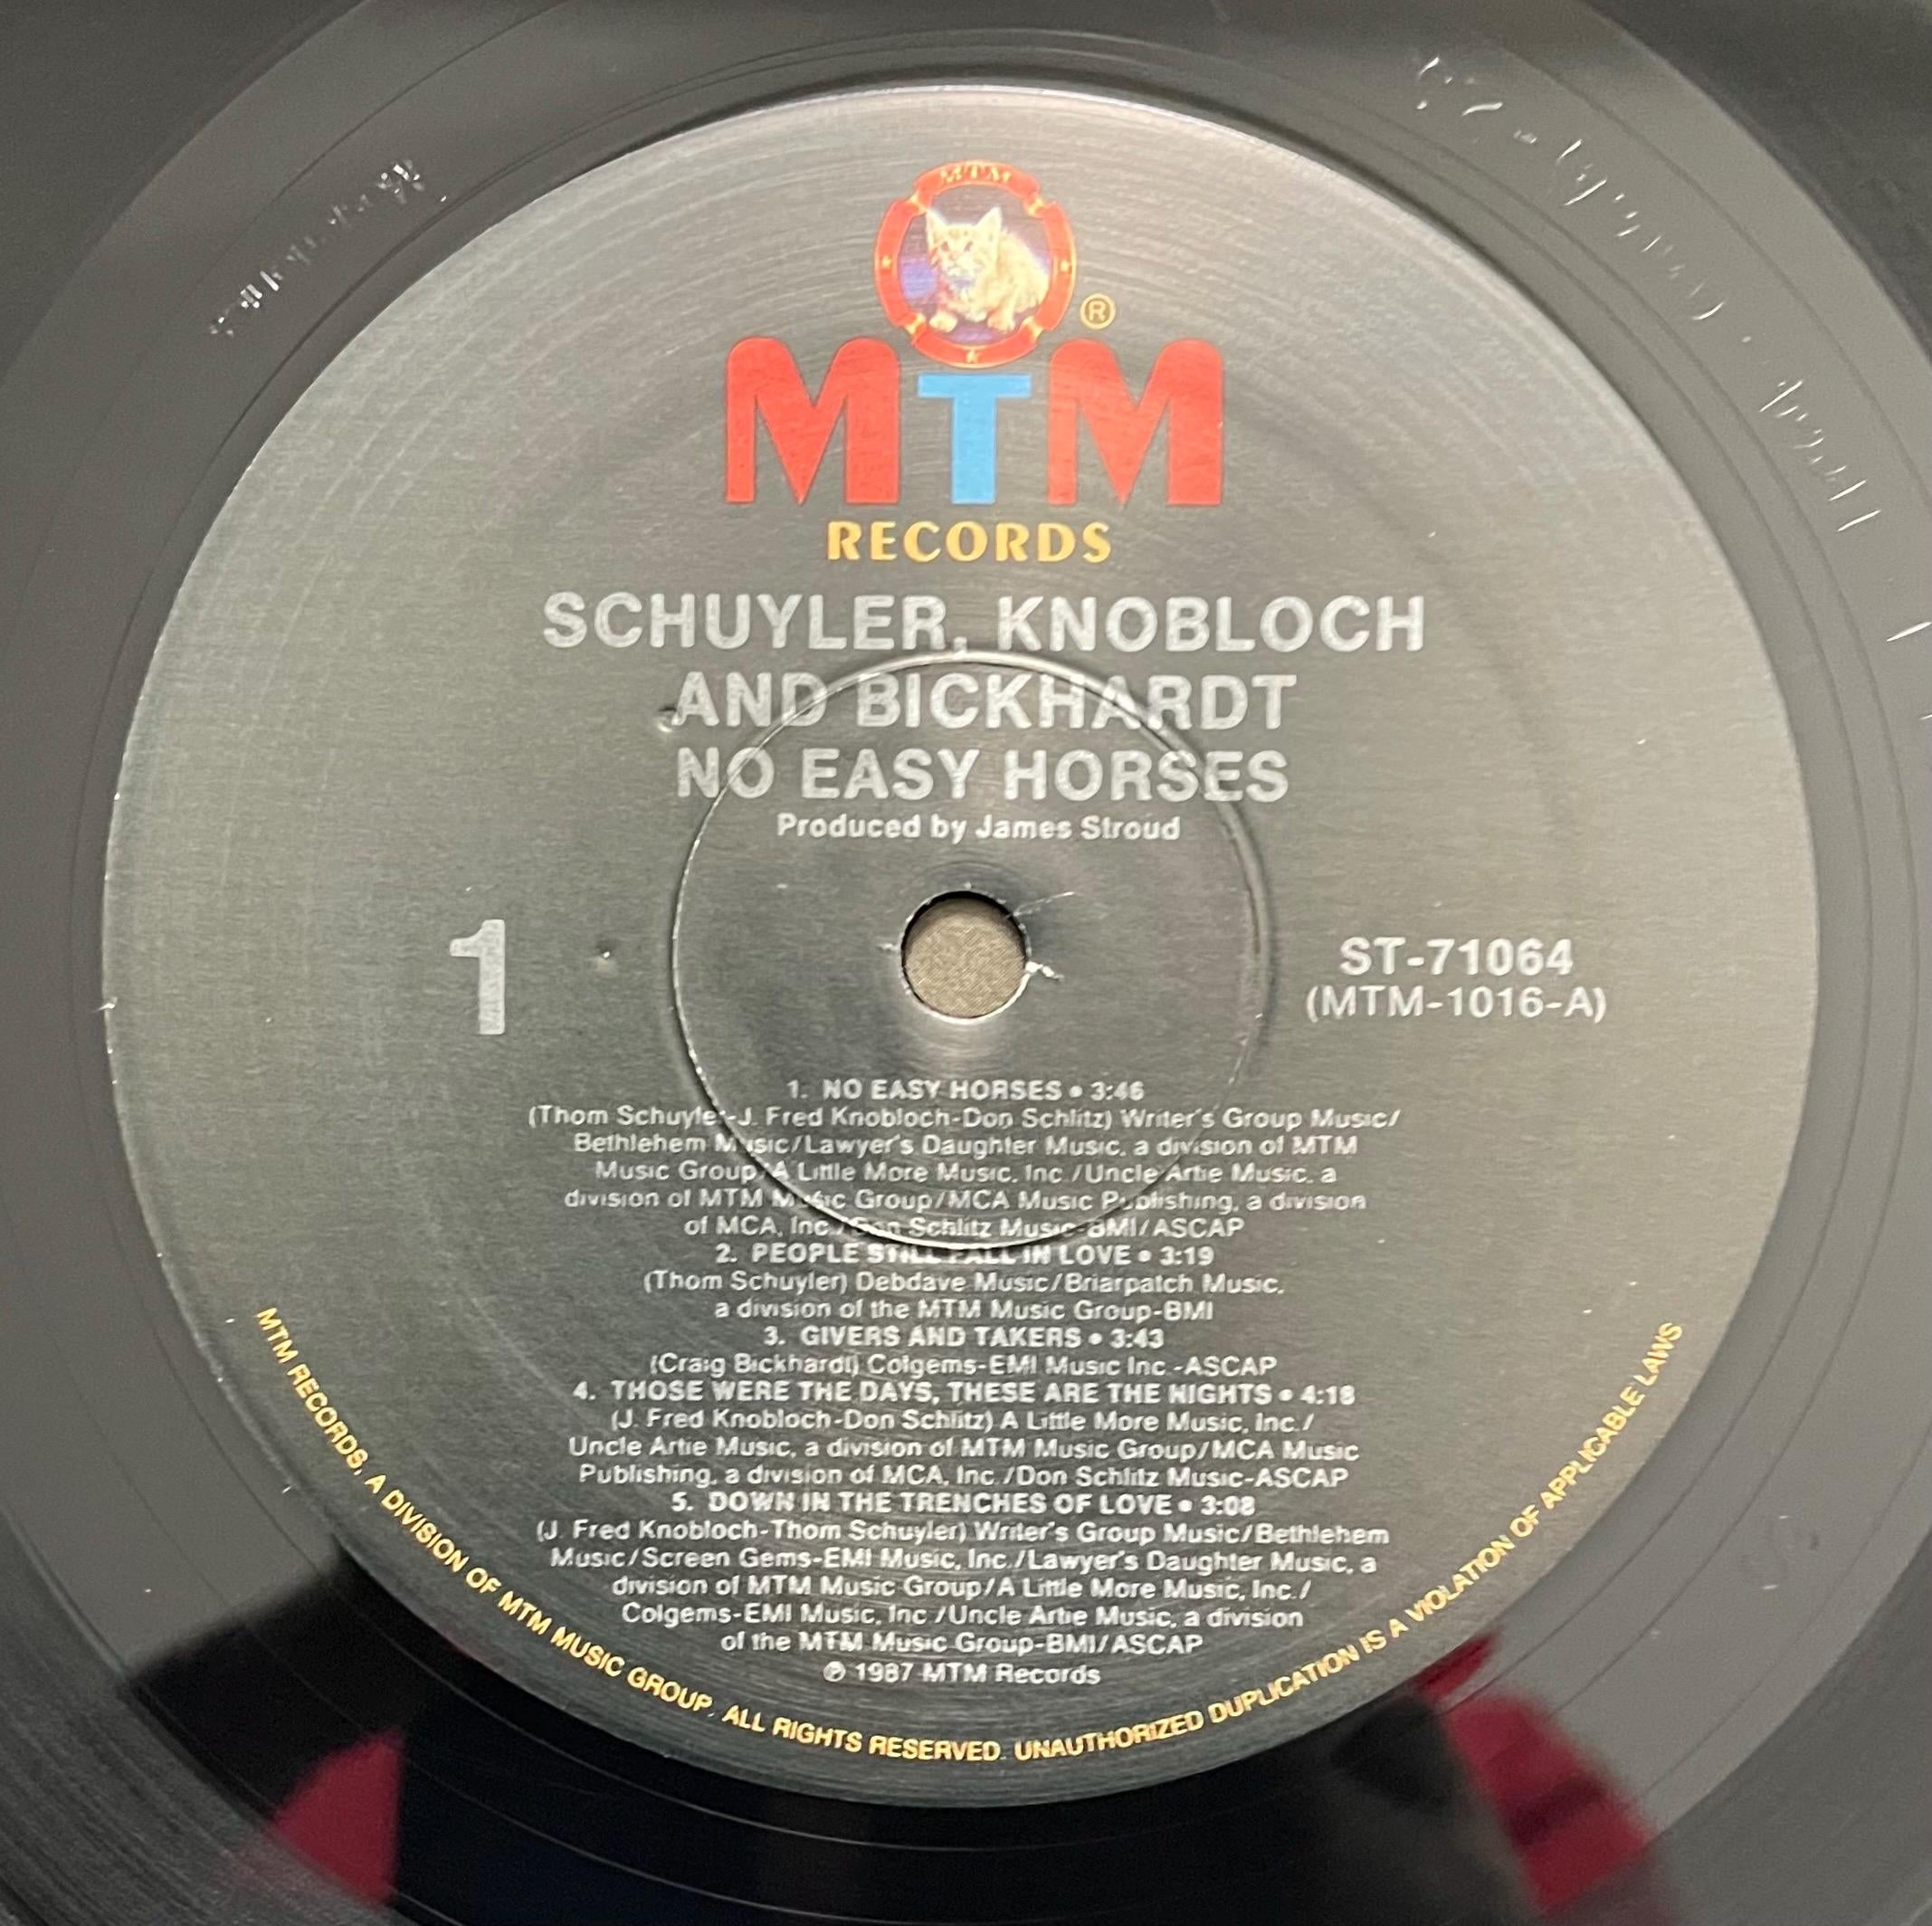 MTM
®
MTM
RECORDS
SCHUYLER, KNOBLOCH
AND BICKHARDT
NO EASY HORSES
Produced by James Stroud
1
ST-71064
(MTM-1016-A)
1. NO EASY HORSES • 3:46
(Thom Schuyler-J. Fred Knobloch-Don Schlitz) Writer's Group Music/
Bethlehem Music/Lawyer's Daughter Music, a division of MTM
Music Group/A Little More Music, Inc./Uncle Artie Music, a
division of MTM Music Group/MCA Music Publishing, a division
of MCA, Inc./Don Schlitz Music-BMI/ASCAP
2. PEOPLE STILL FALL IN LOVE • 3:19
(Thom Schuyler) Debdave Music/Briarpatch Music,
a division of the MTM Music Group-BMI
3. GIVERS AND TAKERS • 3:43
(Craig Bickhardt) Colgems-EMI Music Inc.-ASCAP
4. THOSE WERE THE DAYS, THESE ARE THE NIGHTS • 4:18
(J. Fred Knobloch-Don Schlitz) A Little More Music, Inc./
Uncle Artie Music, a division of MTM Music Group/MCA Music
Publishing, a division of MCA, Inc./Don Schlitz Music-ASCAP
5. DOWN IN THE TRENCHES OF LOVE • 3:08
(J. Fred Knobloch-Thom Schuyler) Writer's Group Music/Bethlehem
Music/Screen Gems-EMI Music, Inc./Lawyer's Daughter Music, a
division of MTM Music Group/A Little More Music, Inc./
Colgems-EMI Music, Inc./Uncle Artie Music, a division
of the MTM Music Group-BMI/ASCAP
℗ 1987 MTM Records
MTM RECORDS, A DIVISION OF MTM MUSIC GROUP. ALL RIGHTS RESERVED. UNAUTHORIZED DUPLICATION IS A VIOLATION OF APPLICABLE LAWS